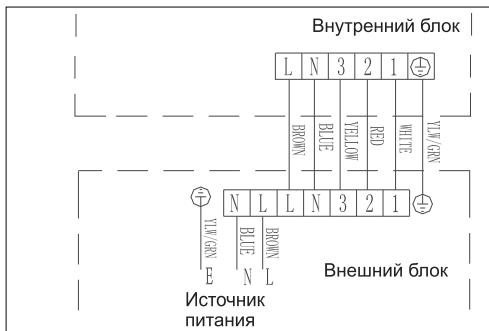 Внутренний блок
L N 3 2 1
BROWN BLUE YELLOW RED WHITE YLW/GRN
N L L N 3 2 1
YLW/GRN BLUE BROWN
E N L
Внешний блок
Источник
питания